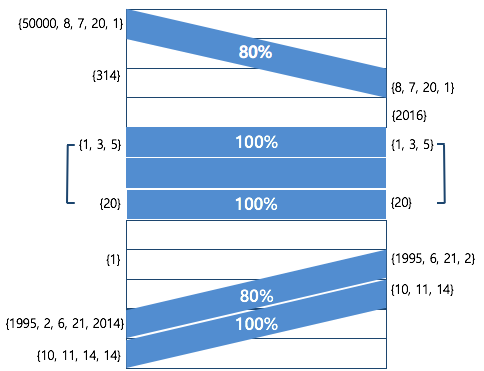 {50000, 8, 7, 20, 1}
80%
{314}
{8, 7, 20, 1}
{2016}
{1, 3, 5}
100%
{1, 3, 5}
{20}
100%
{20}
{1}
{1995, 6, 21, 2}
80%
{10, 11, 14}
{1995, 2, 6, 21, 2014}
100%
{10, 11, 14, 14}